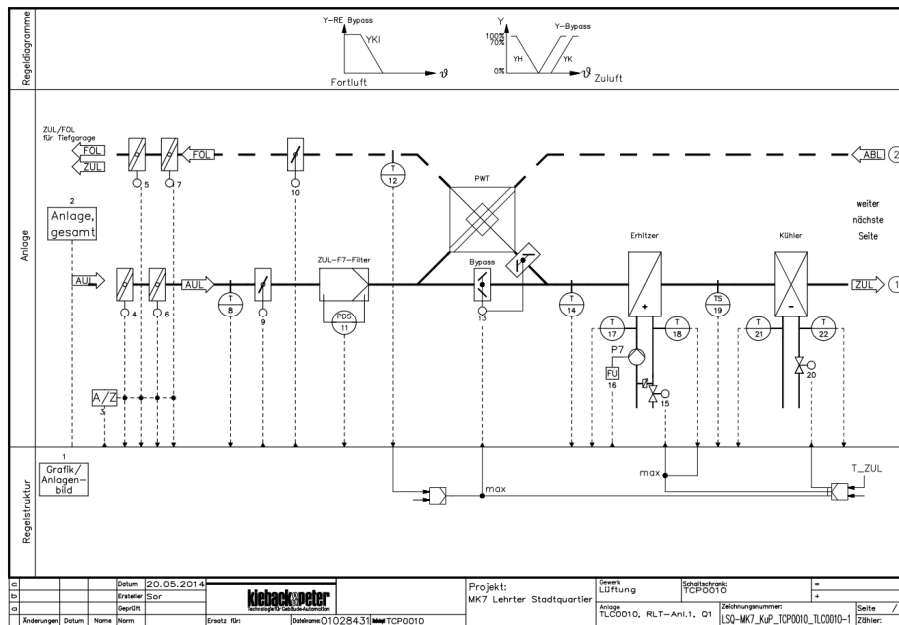 Regeldiagramme
Y-RE Bypass
YKI
ϑ
Fortluft
Y
Y-Bypass
100%
70%
0%
YH
YK
ϑ
Zuluft
Anlage
ZUL/FOL
für Tiefgarage
FOL
ZUL
FOL
5
7
10
T
12
PWT
ABL
2
weiter
nächste
Seite
2
Anlage,
gesamt
AUL
AUL
4
6
T
8
9
ZUL-F7-Filter
PDS
11
Bypass
13
T
14
Erhitzer
+
T
17
T
18
P7
FU
16
15
TS
19
Kühler
-
T
21
T
22
20
ZUL
1
A/Z
3
Regelstruktur
1
Grafik/
Anlagen-
bild
max
max
T_ZUL
Änderungen Datum Name Norm
Datum 20.05.2014
Ersteller Sor
Geprüft
kieback&peter
Technologie für Gebäude-Automation
Ersatz für:
Dateiname: 01028431
TCP0010
Projekt:
MK7 Lehrter Stadtquartier
Gewerk
Lüftung
Schaltschrank:
TCP0010
=
+
Anlage
TLC0010, RLT-Anl.1, Q1
Zeichnungsnummer:
LSQ-MK7_KuP_TCP0010_TLC0010-1
Seite /
Zähler: